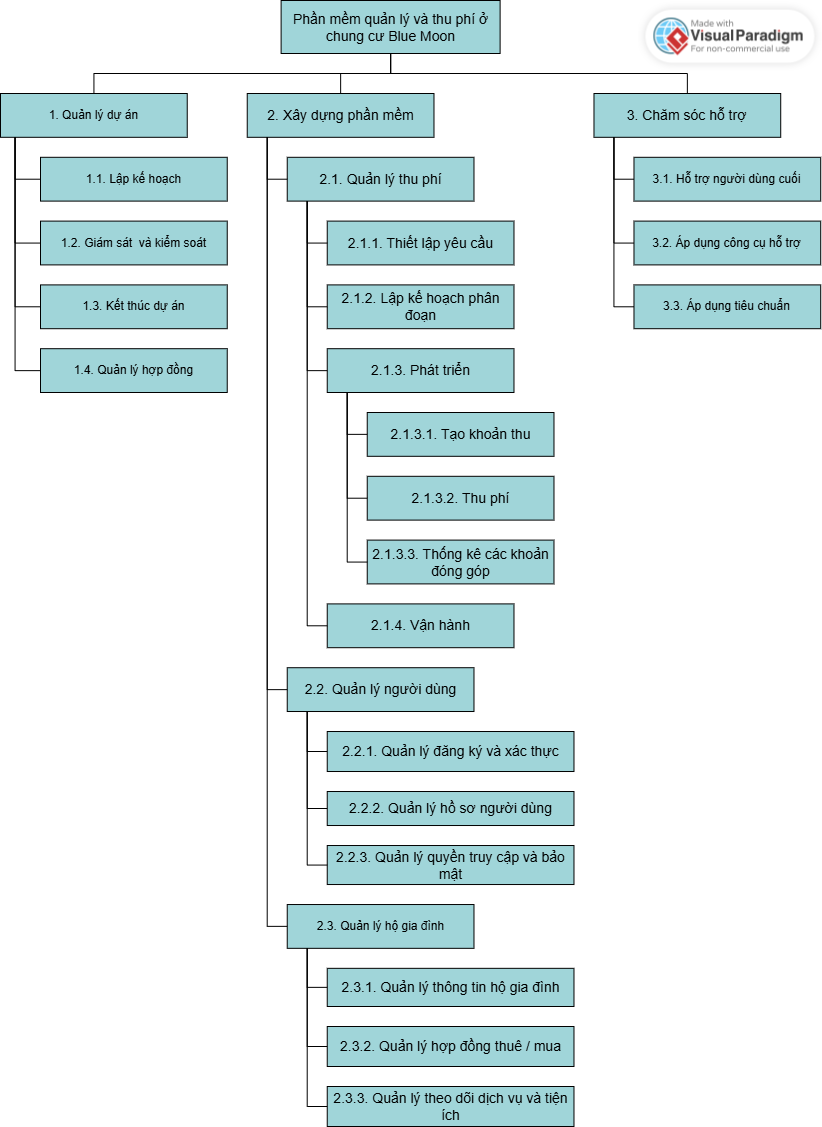 Phần mềm quản lý và thu phí ở
chung cư Blue Moon
Made with
Visual Paradigm
For non-commercial use
1. Quản lý dự án
2. Xây dựng phần mềm
3. Chăm sóc hỗ trợ
1.1. Lập kế hoạch
1.2. Giám sát và kiểm soát
1.3. Kết thúc dự án
1.4. Quản lý hợp đồng
2.1. Quản lý thu phí
2.1.1. Thiết lập yêu cầu
2.1.2. Lập kế hoạch phân
đoạn
2.1.3. Phát triển
2.1.3.1. Tạo khoản thu
2.1.3.2. Thu phí
2.1.3.3. Thống kê các khoản
đóng góp
2.1.4. Vận hành
2.2. Quản lý người dùng
2.2.1. Quản lý đăng ký và xác thực
2.2.2. Quản lý hồ sơ người dùng
2.2.3. Quản lý quyền truy cập và bảo
mật
2.3. Quản lý hộ gia đình
2.3.1. Quản lý thông tin hộ gia đình
2.3.2. Quản lý hợp đồng thuê / mua
2.3.3. Quản lý theo dõi dịch vụ và tiện
ích
3.1. Hỗ trợ người dùng cuối
3.2. Áp dụng công cụ hỗ trợ
3.3. Áp dụng tiêu chuẩn